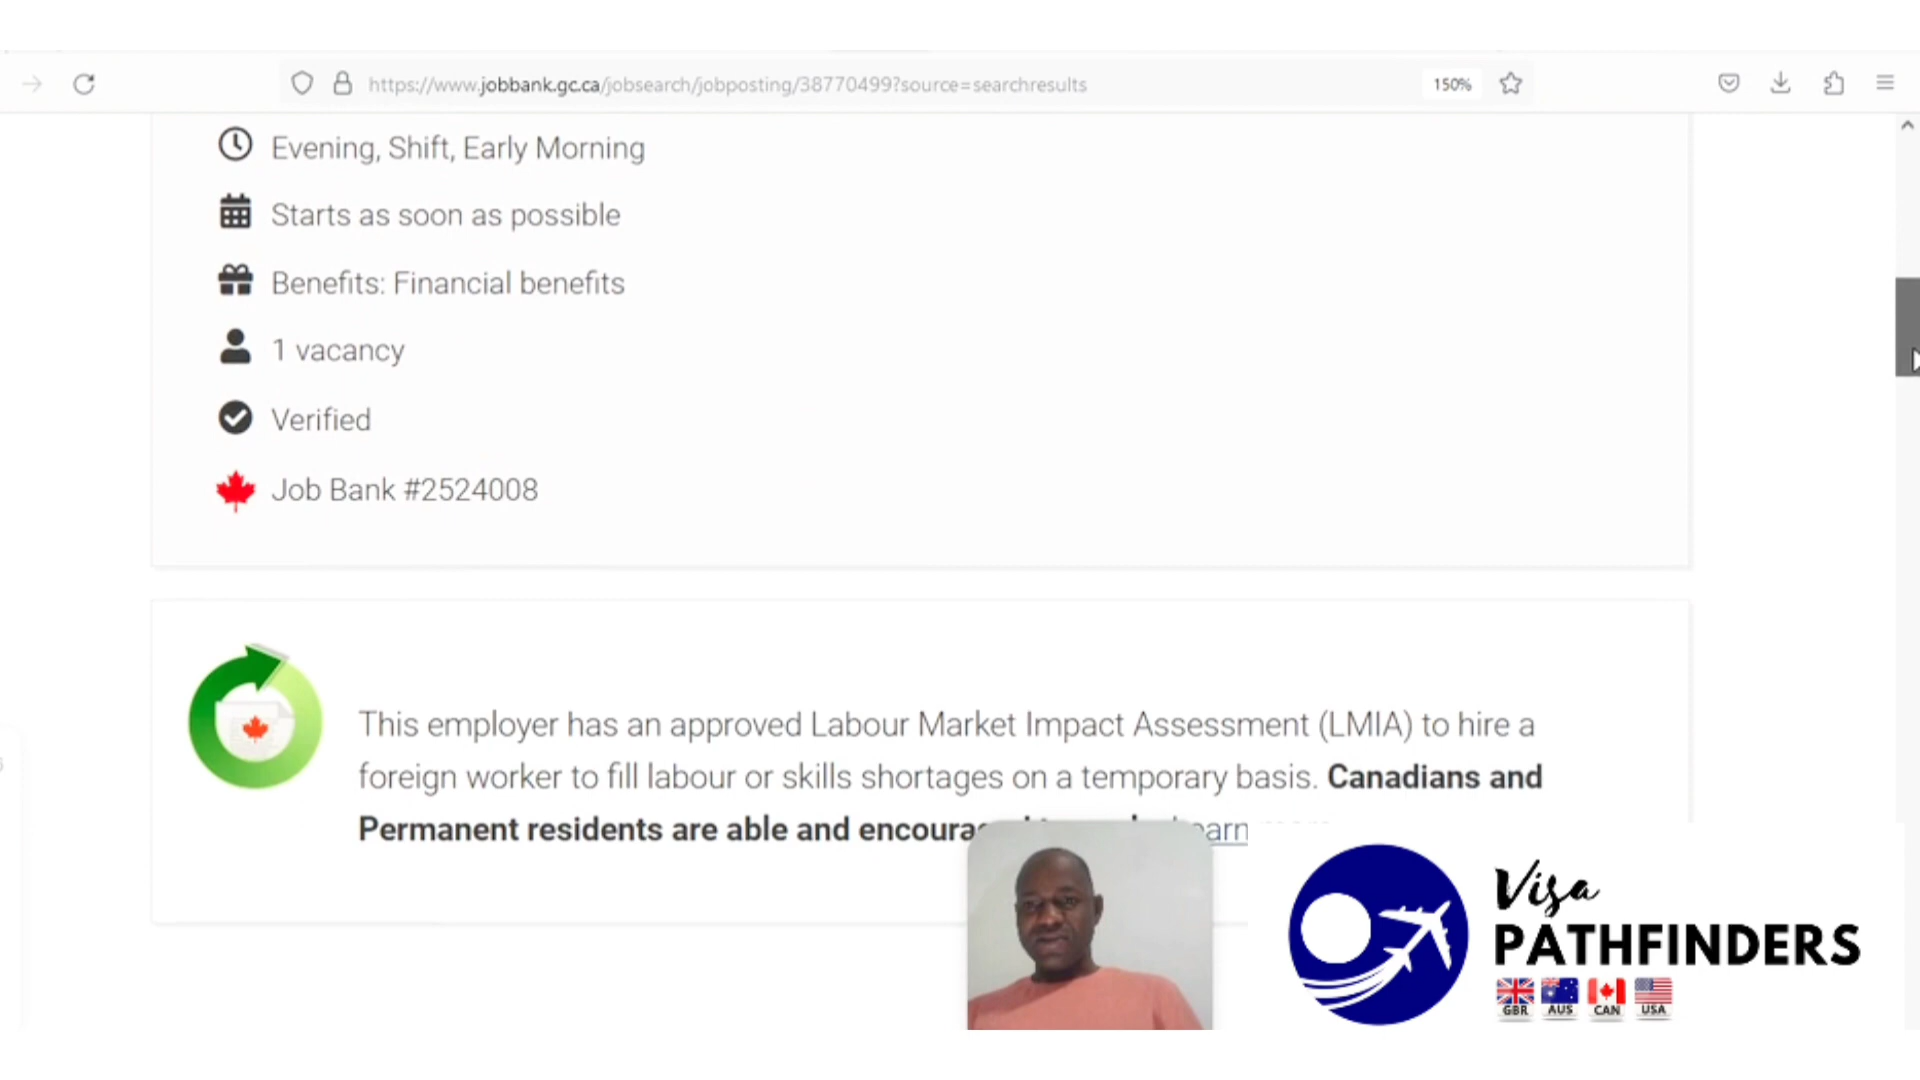 https://www.jobbank.gc.ca/jobsearch/jobposting/38770499?source=searchresults 150%
Evening, Shift, Early Morning
Starts as soon as possible
Benefits: Financial benefits
1 vacancy
Verified
Job Bank #2524008
This employer has an approved Labour Market Impact Assessment (LMIA) to hire a
foreign worker to fill labour or skills shortages on a temporary basis. Canadians and
Permanent residents are able and
Visa
PATHFINDERS
GBR AUS CAN USA